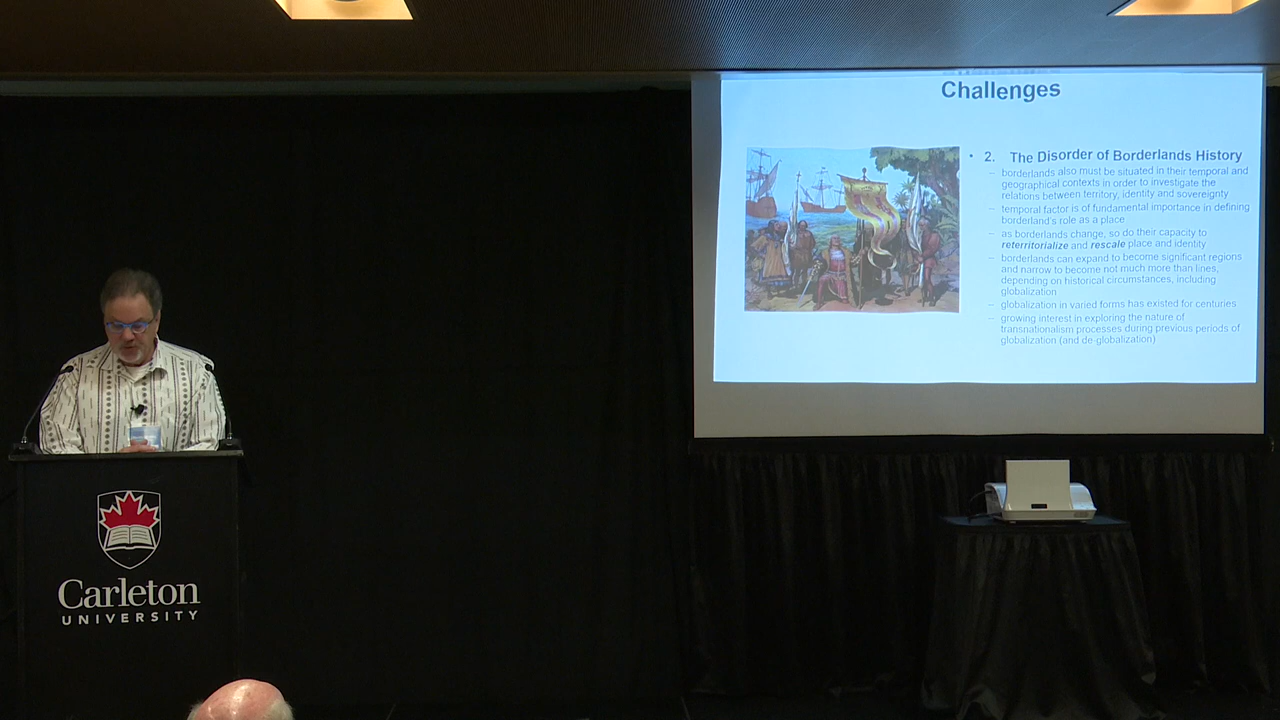 Challenges
• 2. The Disorder of Borderlands History
– borderlands also must be situated in their temporal and
geographical contexts in order to investigate the
relations between territory, identity and sovereignty
– temporal factor is of fundamental importance in defining
borderland's role as a place
– as borderlands change, so do their capacity to
reterritorialize and rescale place and identity
– borderlands can expand to become significant regions
and narrow to become not much more than lines,
depending on historical circumstances, including
globalization
– globalization in varied forms has existed for centuries
– growing interest in exploring the nature of
transnationalism processes during previous periods of
globalization (and de-globalization)
Carleton
UNIVERSITY